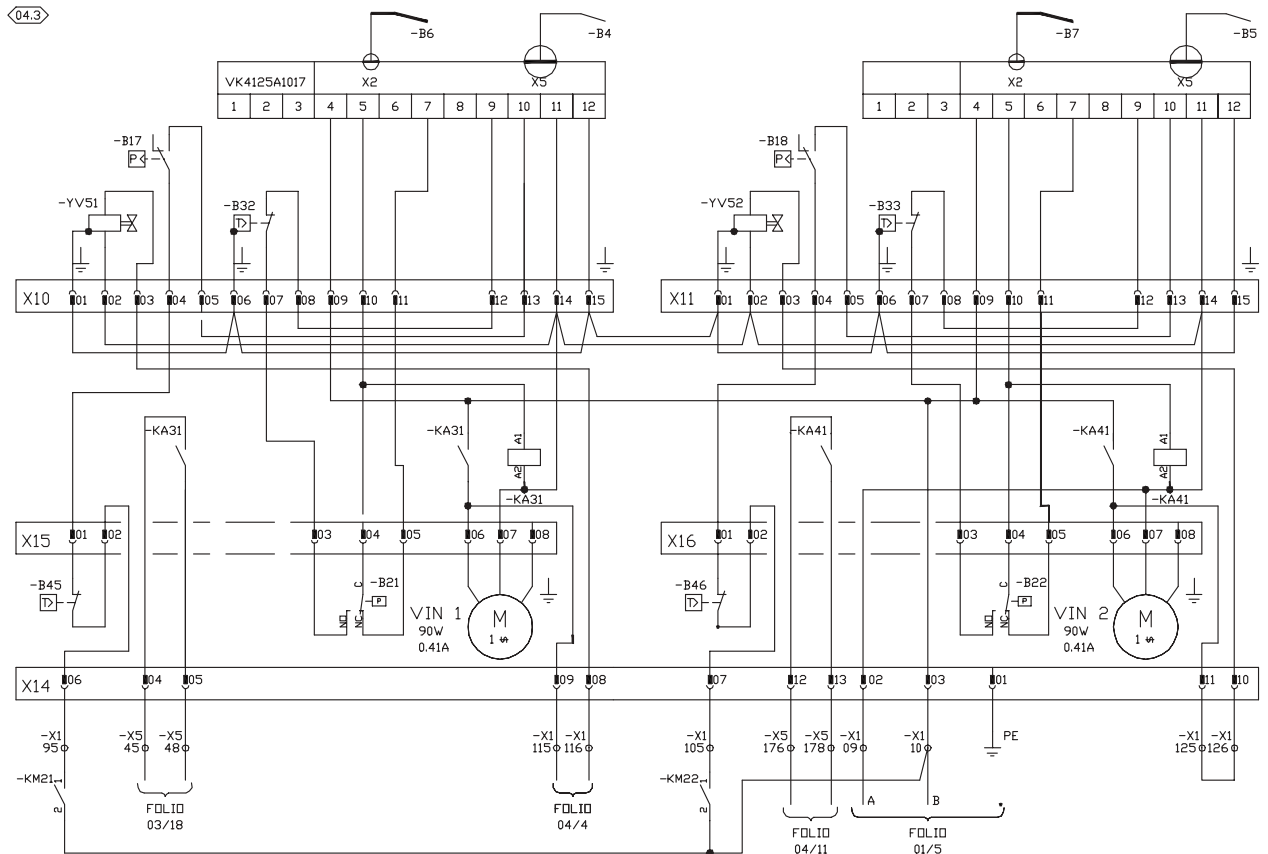 04.3
-B6 -B4 -B7 -B5
VK4125A1017 X2 X5 X2 X5
1 2 3 4 5 6 7 8 9 10 11 12 1 2 3 4 5 6 7 8 9 10 11 12
-B17 -B18
P< P<
-YV51 -B32 -YV52 -B33
T> T>
X10 01 02 03 04 05 06 07 08 09 10 11 12 13 14 15 X11 01 02 03 04 05 06 07 08 09 10 11 12 13 14 15
-KA31 -KA31 A1 -KA41 -KA41 A1
A2 A2
-KA31 -KA41
X15 01 02 03 04 05 06 07 08 X16 01 02 03 04 05 06 07 08
-B45 C -B21 -B46 C -B22
T> P T> P
NO NC VIN 1 M NO NC VIN 2 M
90W 1 90W 1
0.41A 0.41A
X14 06 04 05 09 08 07 12 13 02 03 01 11 10
-X1 -X5 -X5 -X1 -X1 -X1 -X5 -X5 -X1 -X1 PE -X1 -X1
95 45 48 115 116 105 176 178 09 10 125 126
-KM21 1 -KM22 1
2 2
A B
FOLIO FOLIO FOLIO FOLIO
03/18 04/4 04/11 01/5